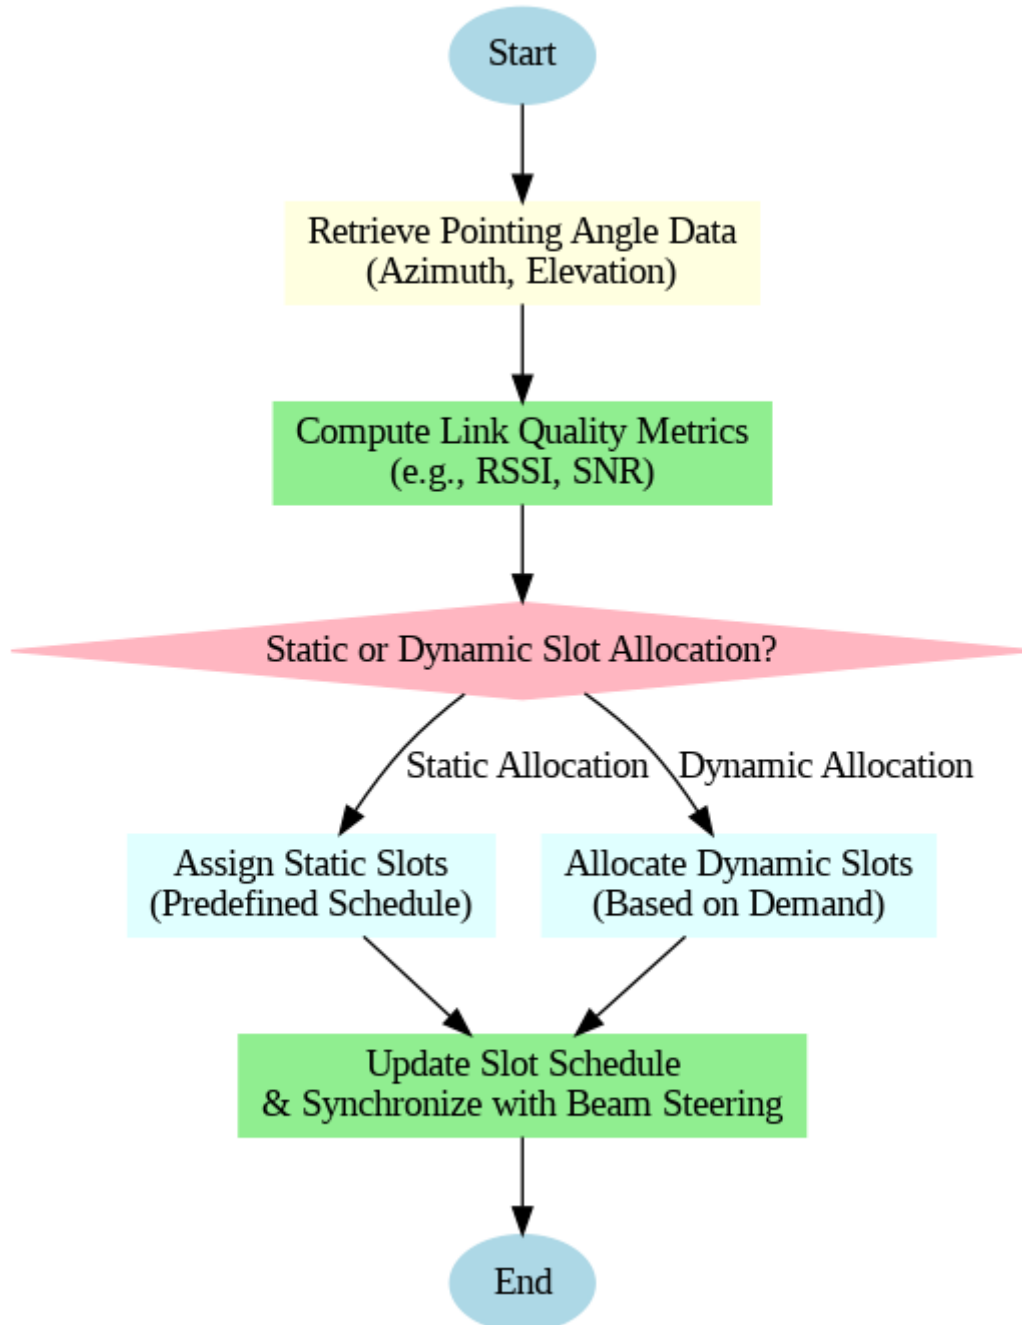 Start
Retrieve Pointing Angle Data
(Azimuth, Elevation)
Compute Link Quality Metrics
(e.g., RSSI, SNR)
Static or Dynamic Slot Allocation?
Static Allocation
Dynamic Allocation
Assign Static Slots
(Predefined Schedule)
Allocate Dynamic Slots
(Based on Demand)
Update Slot Schedule
& Synchronize with Beam Steering
End